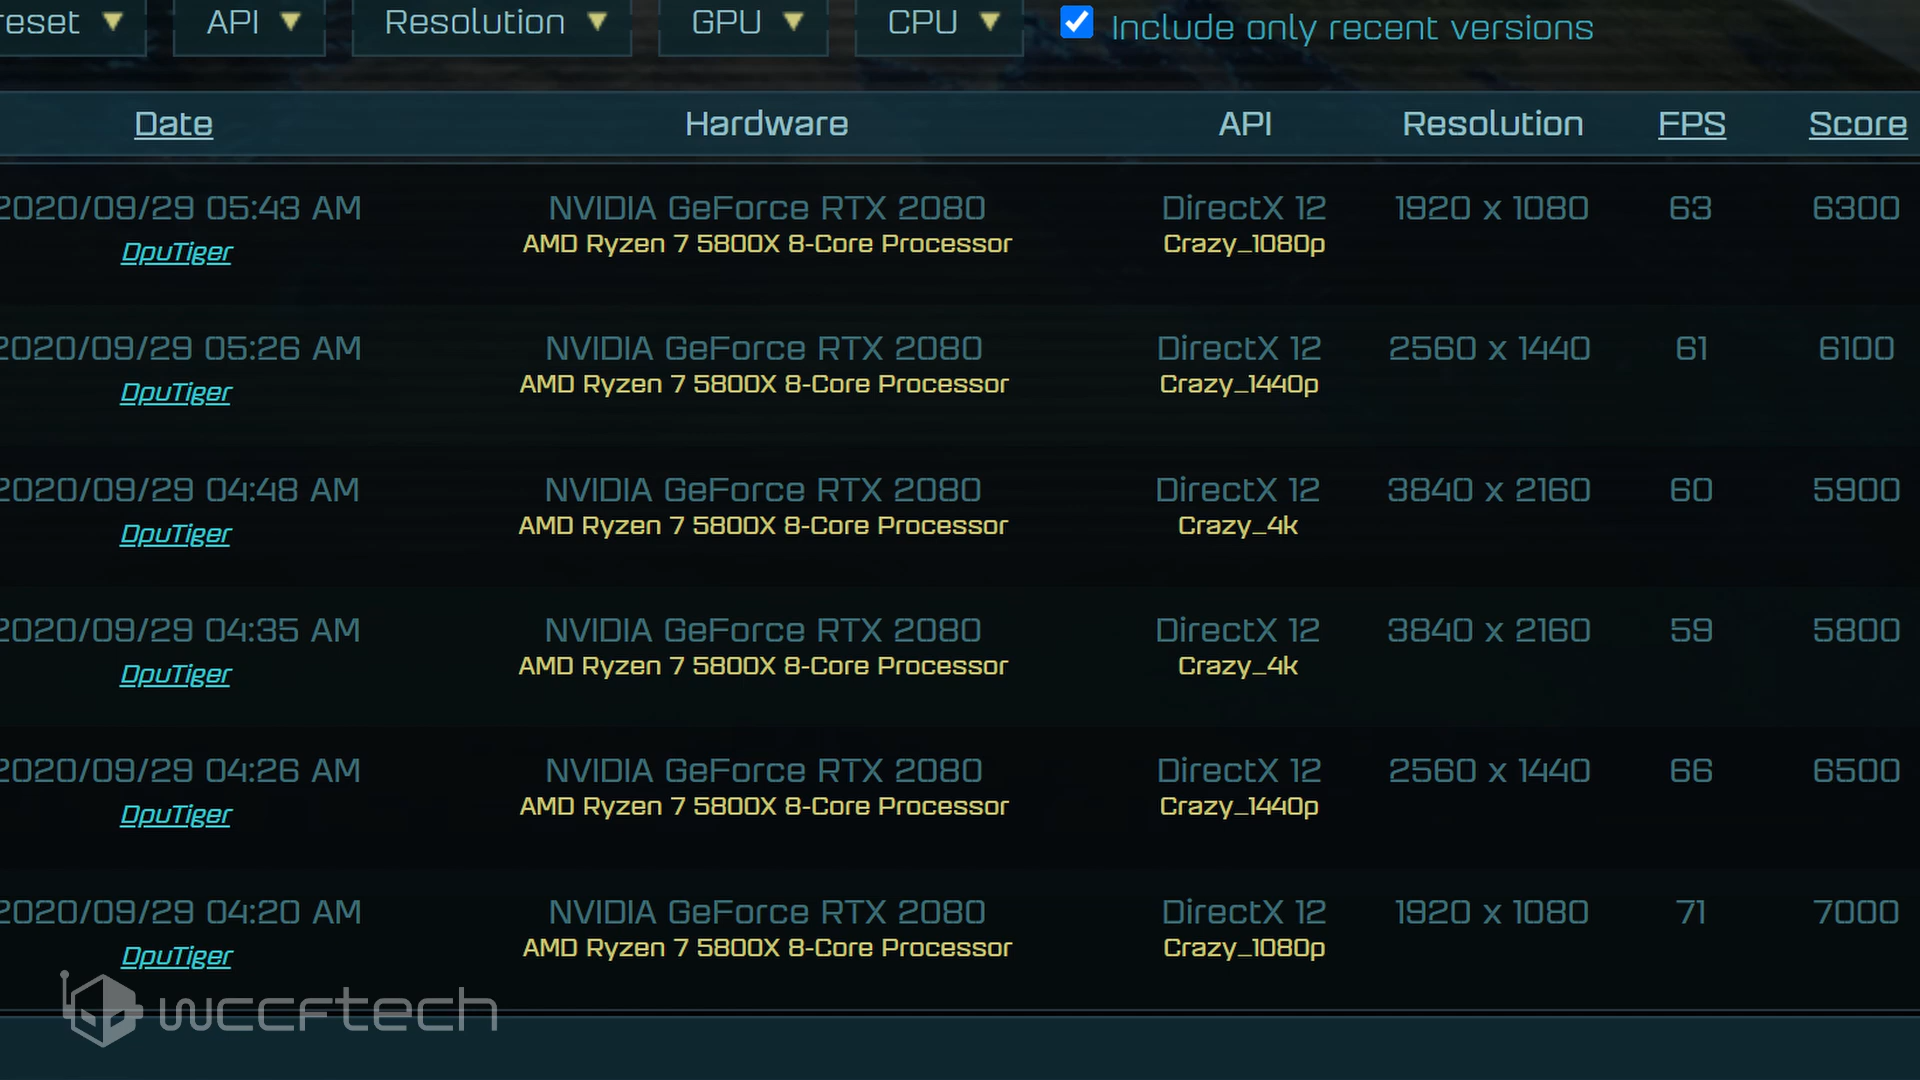 reset ▼ API ▼ Resolution ▼ GPU ▼ CPU ▼ Include only recent versions
Date Hardware API Resolution FPS Score
2020/09/29 05:43 AM NVIDIA GeForce RTX 2080 DirectX 12 1920 x 1080 63 6300
DpuTiger AMD Ryzen 7 5800X 8-Core Processor Crazy_1080p
2020/09/29 05:26 AM NVIDIA GeForce RTX 2080 DirectX 12 2560 x 1440 61 6100
DpuTiger AMD Ryzen 7 5800X 8-Core Processor Crazy_1440p
2020/09/29 04:48 AM NVIDIA GeForce RTX 2080 DirectX 12 3840 x 2160 60 5900
DpuTiger AMD Ryzen 7 5800X 8-Core Processor Crazy_4k
2020/09/29 04:35 AM NVIDIA GeForce RTX 2080 DirectX 12 3840 x 2160 59 5800
DpuTiger AMD Ryzen 7 5800X 8-Core Processor Crazy_4k
2020/09/29 04:26 AM NVIDIA GeForce RTX 2080 DirectX 12 2560 x 1440 66 6500
DpuTiger AMD Ryzen 7 5800X 8-Core Processor Crazy_1440p
2020/09/29 04:20 AM NVIDIA GeForce RTX 2080 DirectX 12 1920 x 1080 71 7000
DpuTiger AMD Ryzen 7 5800X 8-Core Processor Crazy_1080p
wccftech